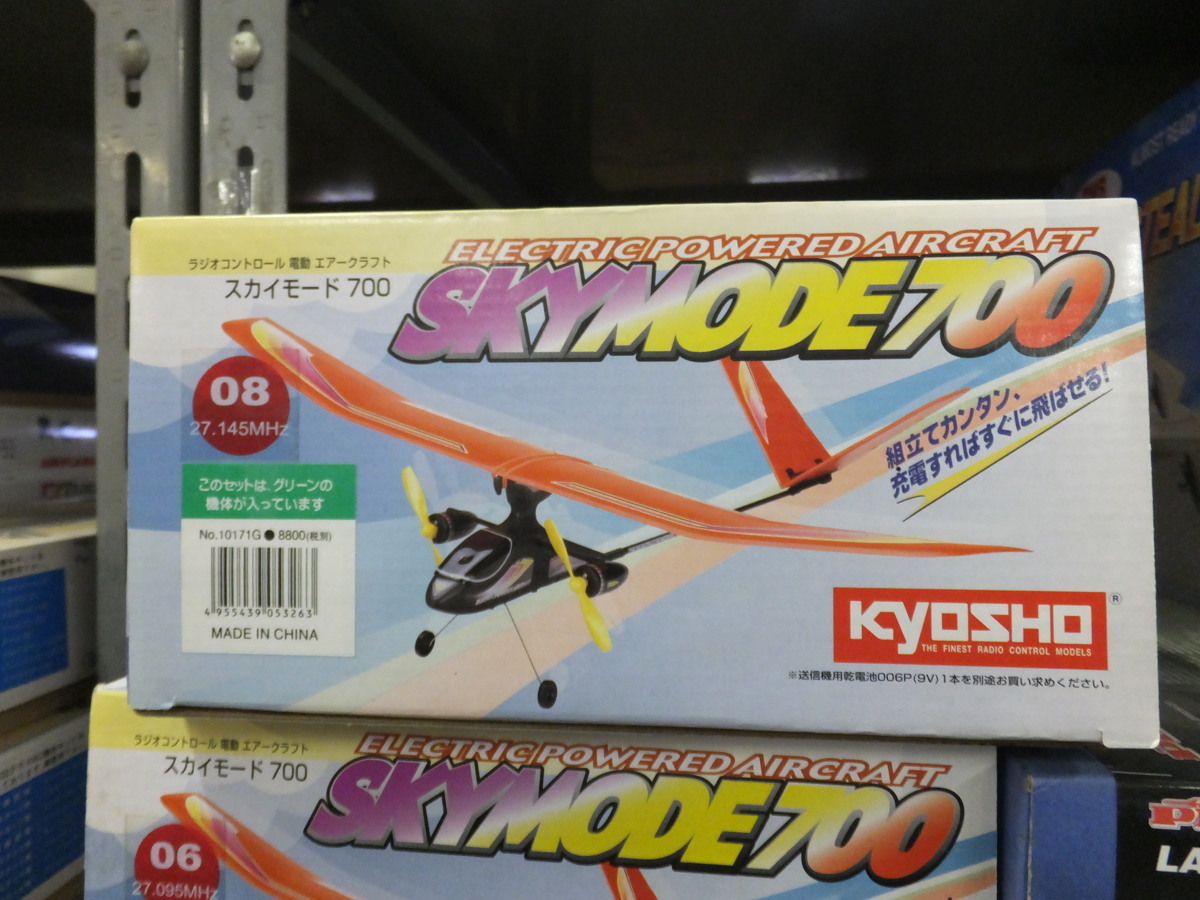 ELECTRIC POWERED AIRCRAFT
SKYMODE700
ラジオコントロール 電動 エアークラフト
スカイモード 700
08
27.145MHz
このセットは、グリーンの
機体が入っています
No.10171G●8800(税別)
4 955439 053263
MADE IN CHINA
組立てカンタン、
充電すればすぐに飛ばせる!
KYOSHO®
THE FINEST RADIO CONTROL MODELS
※送信機用乾電池006P(9V)1本を別途お買い求めください。
ラジオコントロール 電動 エアークラフト
スカイモード 700
ELECTRIC POWERED AIRCRAFT
SKYMODE700
06
27.095MHz
ALMOST READY
LA